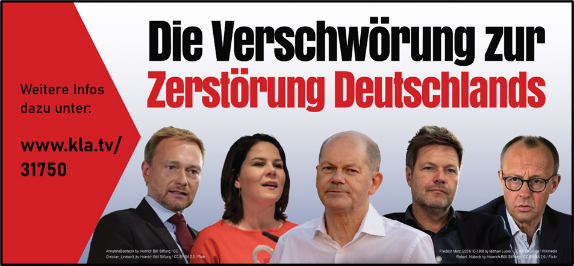 Die Verschwörung zur
Zerstörung Deutschlands
Weitere Infos
dazu unter:
www.kla.tv/
31750